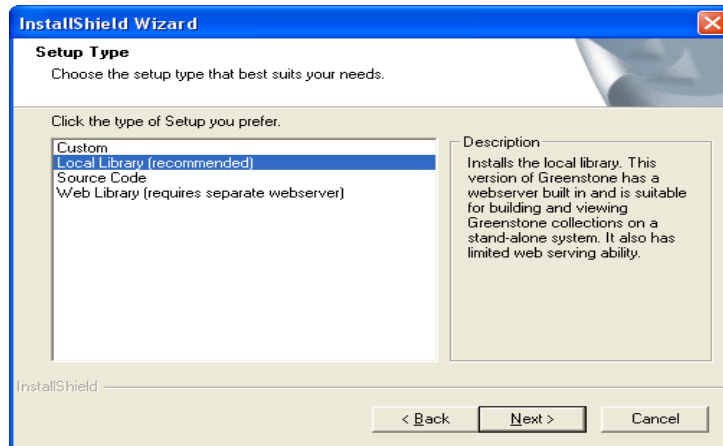 InstallShield Wizard
Setup Type
Choose the setup type that best suits your needs.
Click the type of Setup you prefer.
Custom
Local Library (recommended)
Source Code
Web Library (requires separate webserver)
Description
Installs the local library. This
version of Greenstone has a
webserver built in and is suitable
for building and viewing
Greenstone collections on a
stand-alone system. It also has
limited web serving ability.
InstallShield
< Back
Next >
Cancel